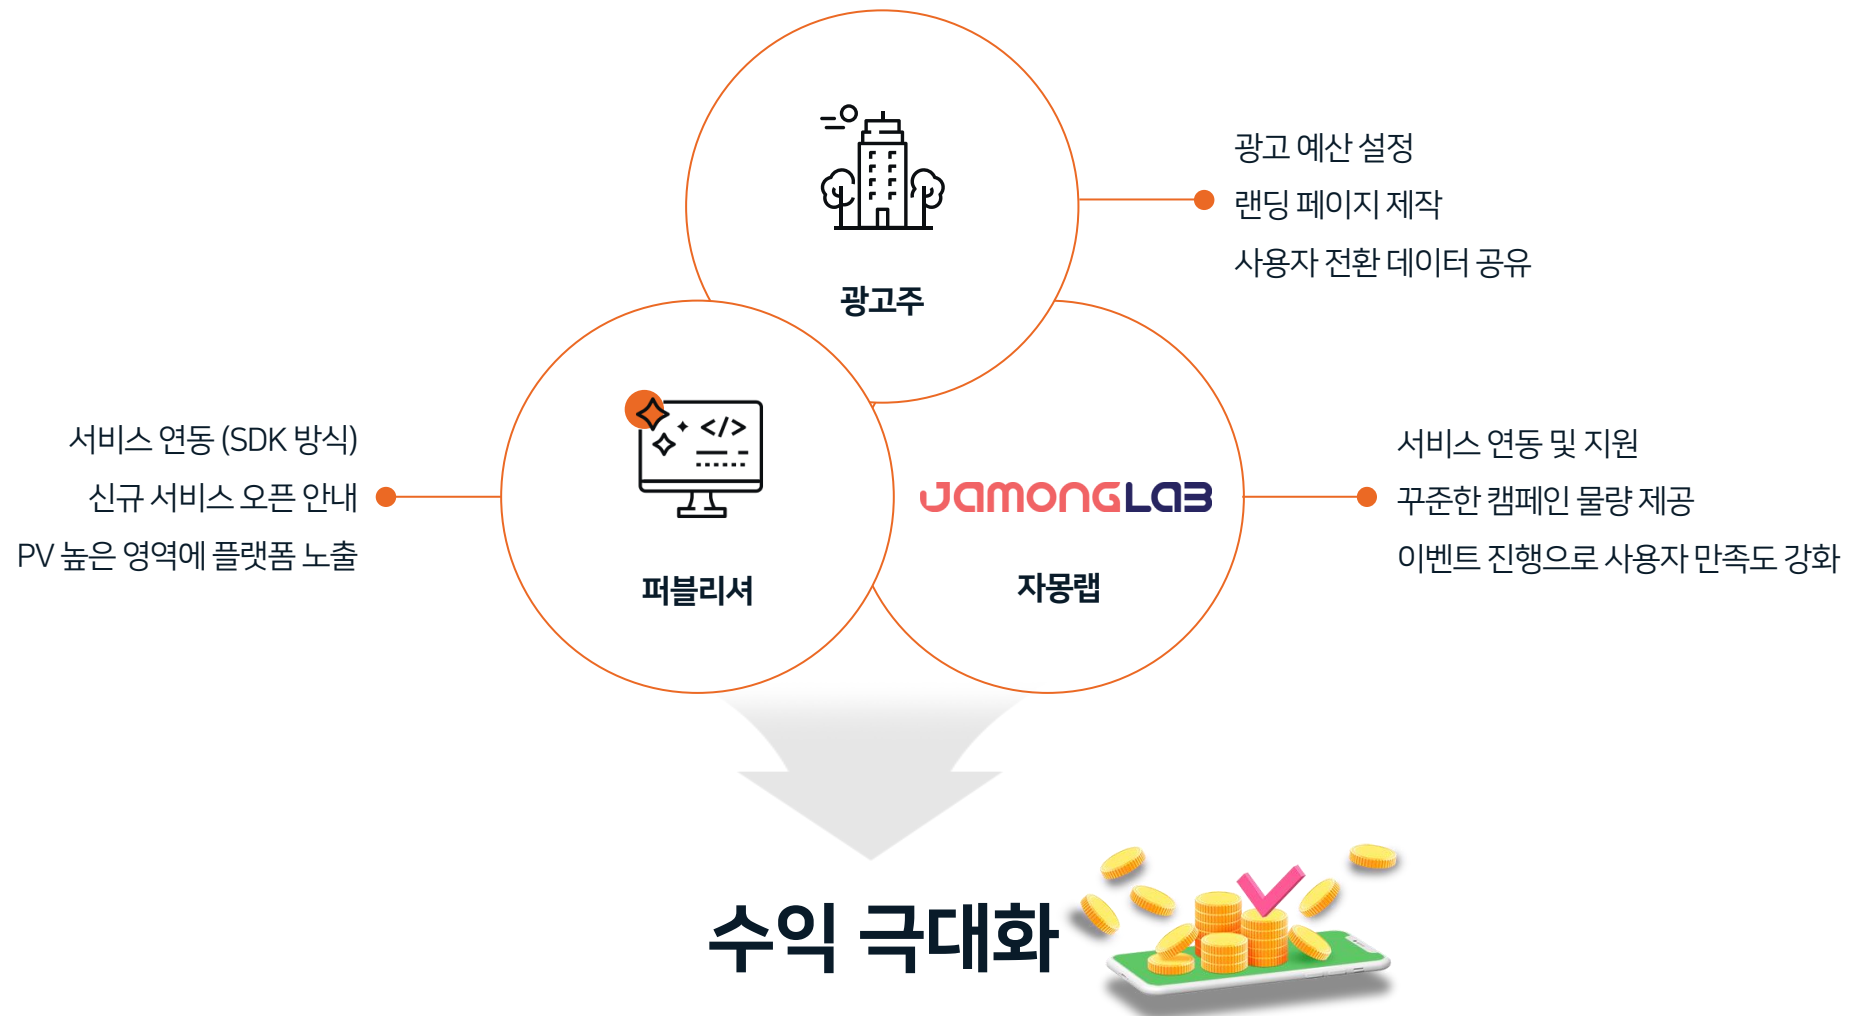 광고주
광고 예산 설정
랜딩 페이지 제작
사용자 전환 데이터 공유
서비스 연동 (SDK 방식)
신규 서비스 오픈 안내
PV 높은 영역에 플랫폼 노출
</>
퍼블리셔
JAMONGLAB
자몽랩
서비스 연동 및 지원
꾸준한 캠페인 물량 제공
이벤트 진행으로 사용자 만족도 강화
수익 극대화